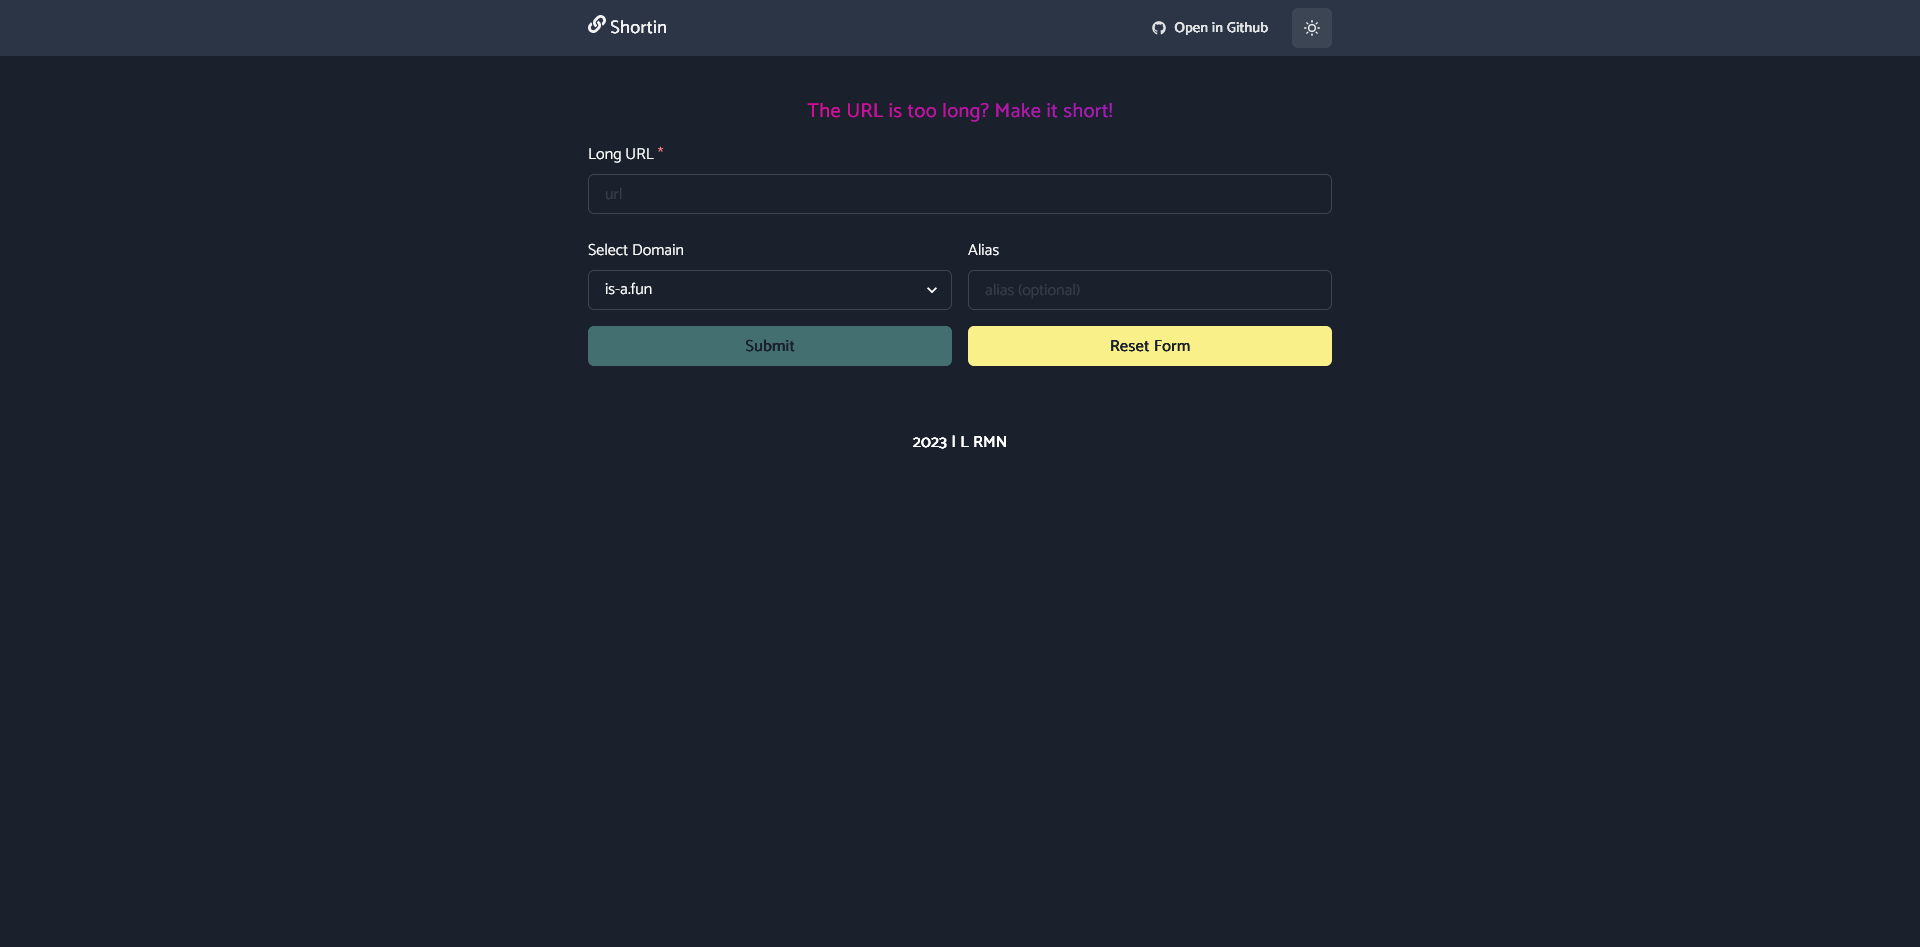 Shortin
Open in Github
The URL is too long? Make it short!
Long URL *
url
Select Domain
Alias
is-a.fun
alias (optional)
Submit
Reset Form
2023 | L RMN